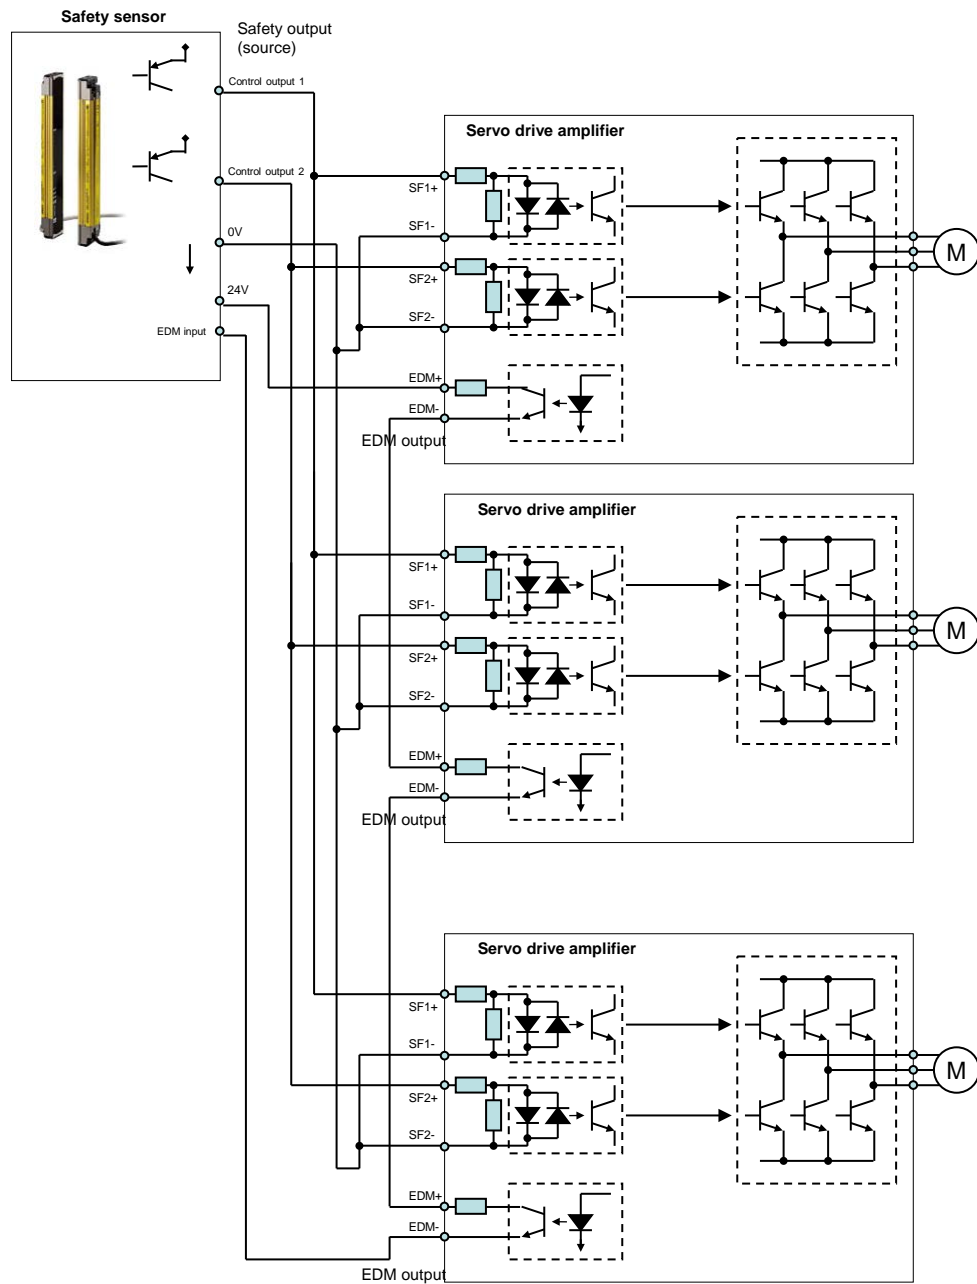 Safety sensor
Safety output
(source)
Control output 1
Control output 2
0V
24V
EDM input
Servo drive amplifier
SF1+
SF1-
SF2+
SF2-
EDM+
EDM-
EDM output
M
Servo drive amplifier
SF1+
SF1-
SF2+
SF2-
EDM+
EDM-
EDM output
M
Servo drive amplifier
SF1+
SF1-
SF2+
SF2-
EDM+
EDM-
EDM output
M